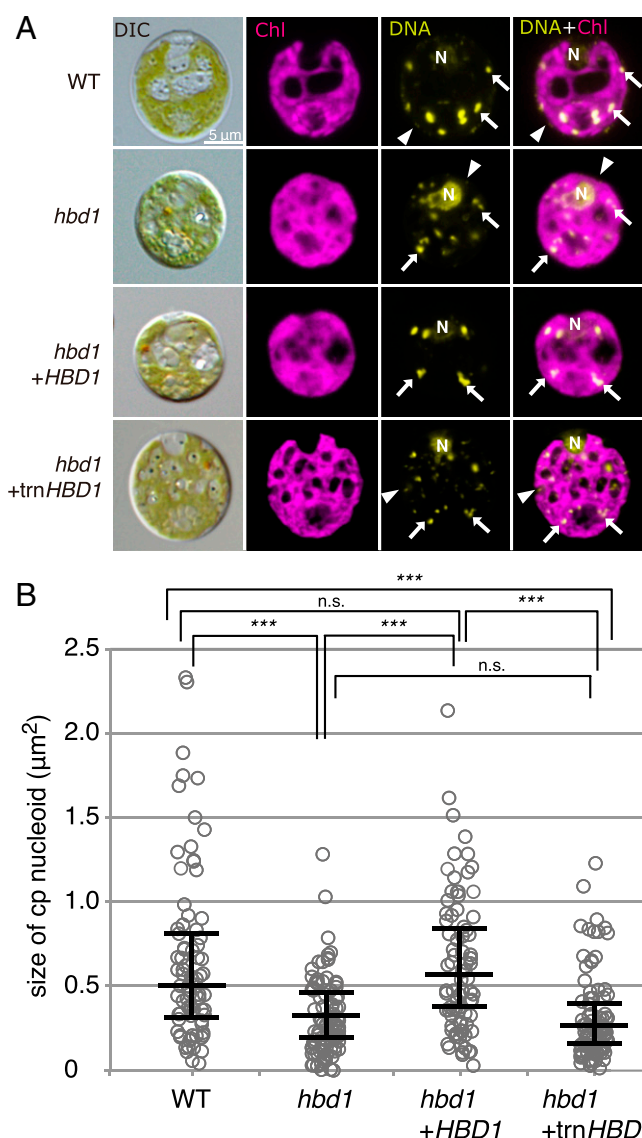 A
DIC Chl DNA DNA+Chl
WT
5 µm
N N
hbd1
N N
hbd1
+HBD1
N N
hbd1
+trnHBD1
N N
B
***
n.s. ***
*** ***
n.s.
2.5
2.0
1.5
1.0
0.5
0
size of cp nucleoid (µm²)
WT hbd1 hbd1 hbd1
+HBD1 +trnHBD